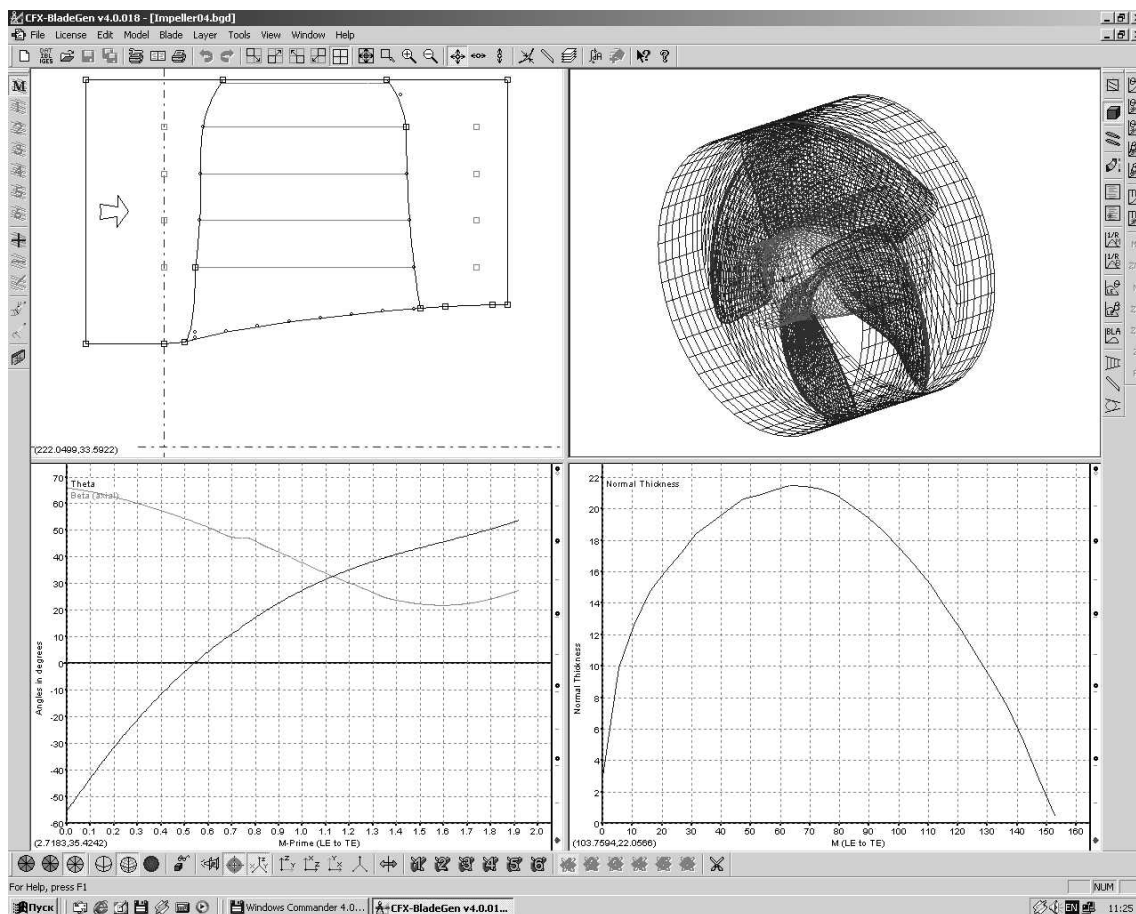 CFX-BladeGen v4.0.018 - [Impeller04.bgd]
File License Edit Model Blade Layer Tools View Window Help
DAT
IBL
IGES
M
1/R
1/R
BLA
(222.0499,33.5922)
Theta
Beta (axial)
70
60
50
40
30
20
10
0
-10
-20
-30
-40
-50
-60
Angles in degrees
0.0 0.1 0.2 0.3 0.4 0.5 0.6 0.7 0.8 0.9 1.0 1.1 1.2 1.3 1.4 1.5 1.6 1.7 1.8 1.9 2.0
(2.7183,35.4242)
M-Prime (LE to TE)
Normal Thickness
22
20
18
16
14
12
10
8
6
4
2
0
Normal Thickness
0 10 20 30 40 50 60 70 80 90 100 110 120 130 140 150 160
(103.7594,22.0566)
M (LE to TE)
For Help, press F1
NUM
Пуск
Windows Commander 4.0...
CFX-BladeGen v4.0.01...
EN
11:25